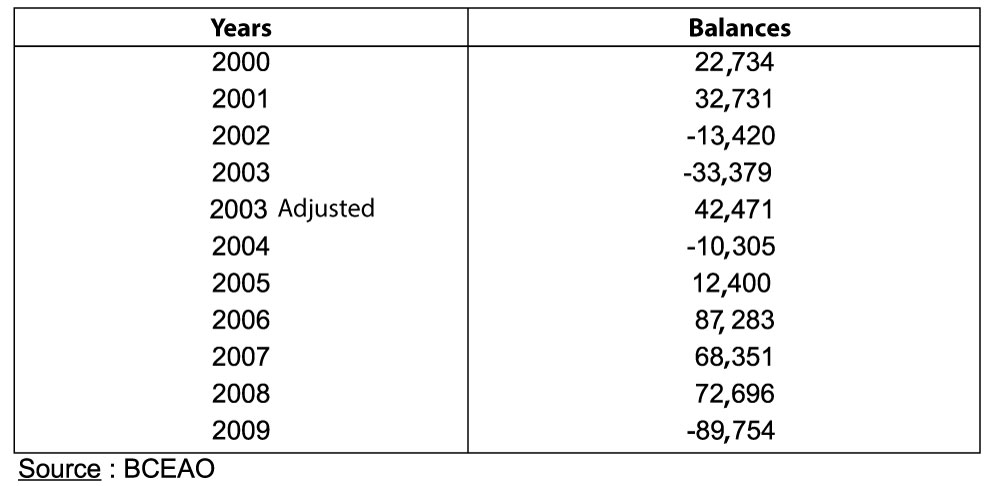 Years Balances
2000 22,734
2001 32,731
2002 -13,420
2003 -33,379
2003 Adjusted 42,471
2004 -10,305
2005 12,400
2006 87, 283
2007 68,351
2008 72,696
2009 -89,754
Source : BCEAO